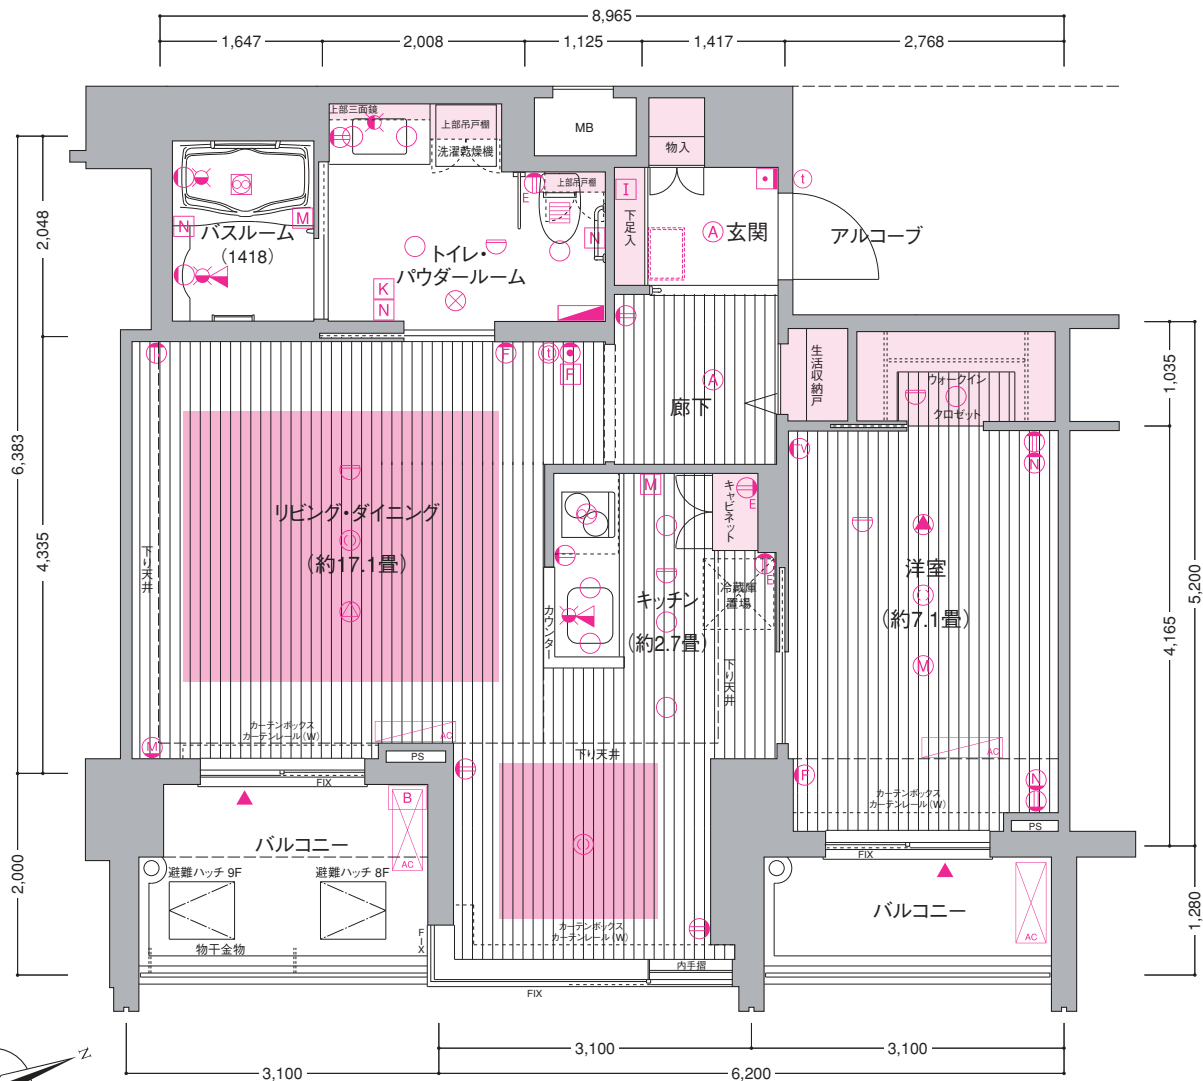 8,965
1,647
2,008
1,125
1,417
2,768
上部三面鏡
上部吊戸棚
洗濯乾燥機
MB
物入
上部吊戸棚
E
I
下足入
t
M
N
バスルーム
(1418)
N
A
玄関
アルコーブ
トイレ・
パウダールーム
K
N
2,048
6,383
4,335
2,000
F
t
F
A
廊下
生活収納戸
ウォークイン
クロゼット
1,035
4,165
5,200
1,280
TV
N
M
キャビネット
E
リビング・ダイニング
(約17.1畳)
下り天井
カウンター
キッチン
(約2.7畳)
冷蔵庫
置場
E
下り天井
洋室
(約7.1畳)
M
カーテンボックス
カーテンレール(W)
AC
M
PS
FIX
下り天井
AC
F
N
カーテンボックス
カーテンレール(W)
PS
FIX
B
AC
バルコニー
避難ハッチ 9F
避難ハッチ 8F
物干金物
FIX
カーテンボックス
カーテンレール(W)
内手摺
FIX
バルコニー
AC
N
3,100
3,100
3,100
6,200